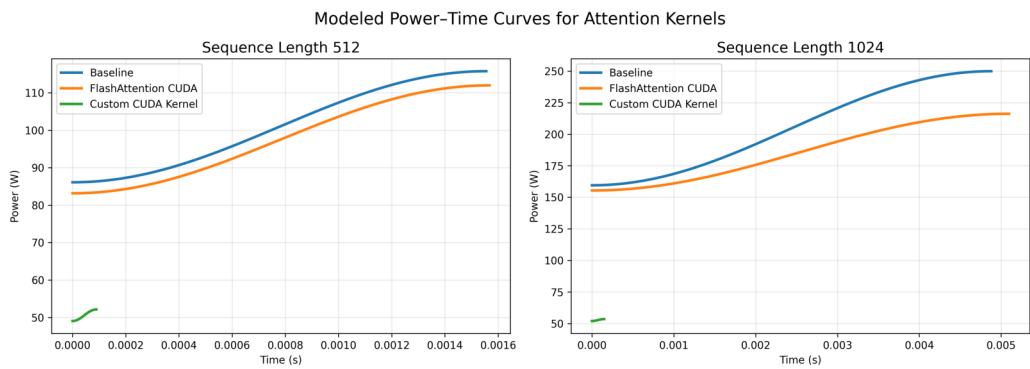 Modeled Power–Time Curves for Attention Kernels
Sequence Length 512
Baseline
FlashAttention CUDA
Custom CUDA Kernel
Power (W)
110
100
90
80
70
60
50
0.0000
0.0002
0.0004
0.0006
0.0008
0.0010
0.0012
0.0014
0.0016
Time (s)
Sequence Length 1024
Baseline
FlashAttention CUDA
Custom CUDA Kernel
Power (W)
250
225
200
175
150
125
100
75
50
0.000
0.001
0.002
0.003
0.004
0.005
Time (s)